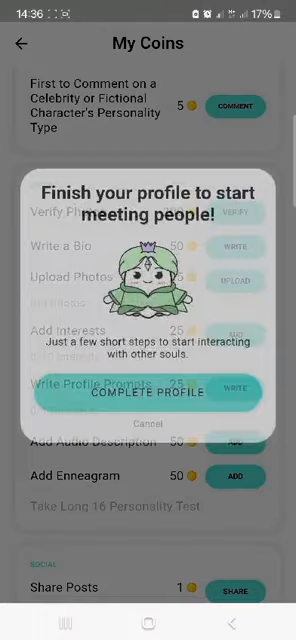 14:36
17%
My Coins
First to Comment on a
Celebrity or Fictional
Character's Personality
Type
5
COMMENT
Finish your profile to start
meeting people!
Verify Photo
VERIFY
Write a Bio
50
WRITE
Upload Photos
UPLOAD
Just a few short steps to start interacting
with other souls.
Add Interests
25
ADD
Write Profile Prompts
25
WRITE
COMPLETE PROFILE
Cancel
Add Audio Description
50
ADD
Add Enneagram
50
ADD
Take Long 16 Personality Test
SOCIAL
Share Posts
1
SHARE